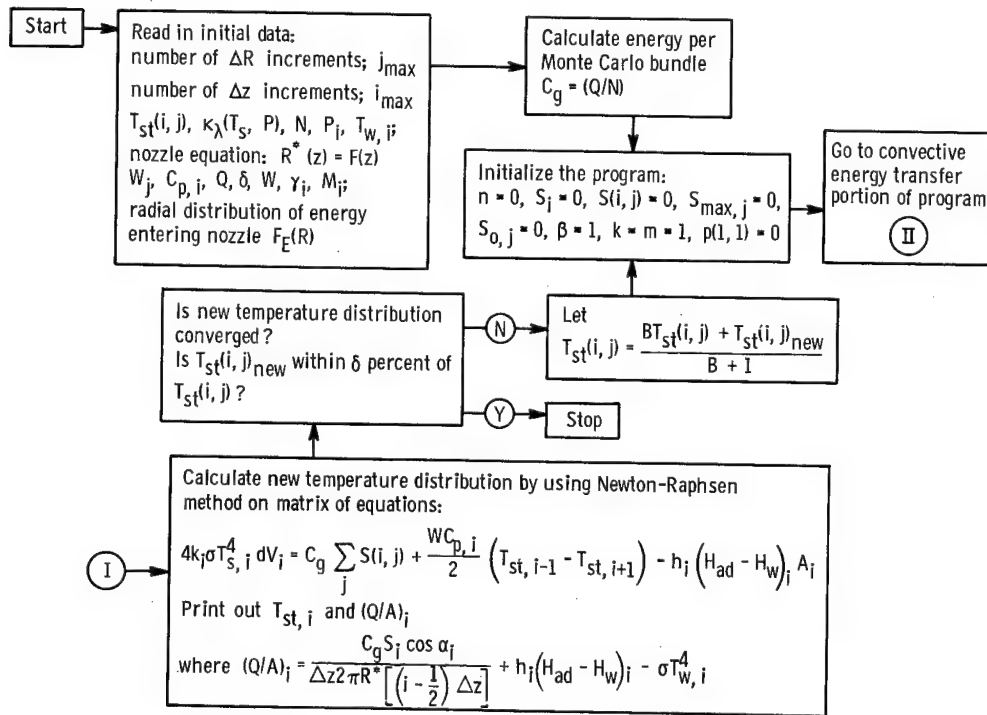 Start
Read in initial data:
number of ΔR increments; j_max
number of Δz increments; i_max
T_st(i, j), κ_λ(T_s, P), N, P_i, T_w, i;
nozzle equation: R* (z) = F(z)
W_j, C_p, i, Q, δ, W, γ_i, M_i;
radial distribution of energy
entering nozzle F_E(R)
Calculate energy per
Monte Carlo bundle
C_g = (Q/N)
Initialize the program:
n = 0, S_i = 0, S(i, j) = 0, S_max, j = 0,
S_o, j = 0, β = 1, k = m = 1, p(1, 1) = 0
Go to convective
energy transfer
portion of program
II
Is new temperature distribution
converged?
Is T_st(i, j)_new within δ percent of
T_st(i, j) ?
N
Let
T_st(i, j) = (BT_st(i, j) + T_st(i, j)_new) / (B + 1)
Y
Stop
I
Calculate new temperature distribution by using Newton-Raphsen
method on matrix of equations:
4k_iσT^4_s, i dV_i = C_g ∑_j S(i, j) + (WC_p, i / 2) (T_st, i-1 - T_st, i+1) - h_i (H_ad - H_w)_i A_i
Print out T_st, i and (Q/A)_i
where (Q/A)_i = (C_g S_i cos α_i) / (Δz2πR* [(i - 1/2) Δz]) + h_i(H_ad - H_w)_i - σT^4_w, i